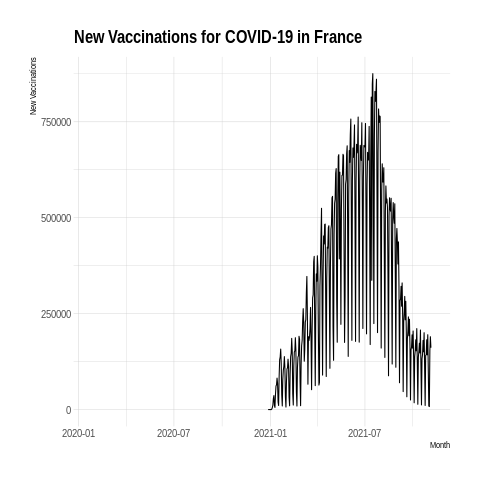 New Vaccinations for COVID-19 in France
New Vaccinations
750000
500000
250000
0
2020-01 2020-07 2021-01 2021-07
Month